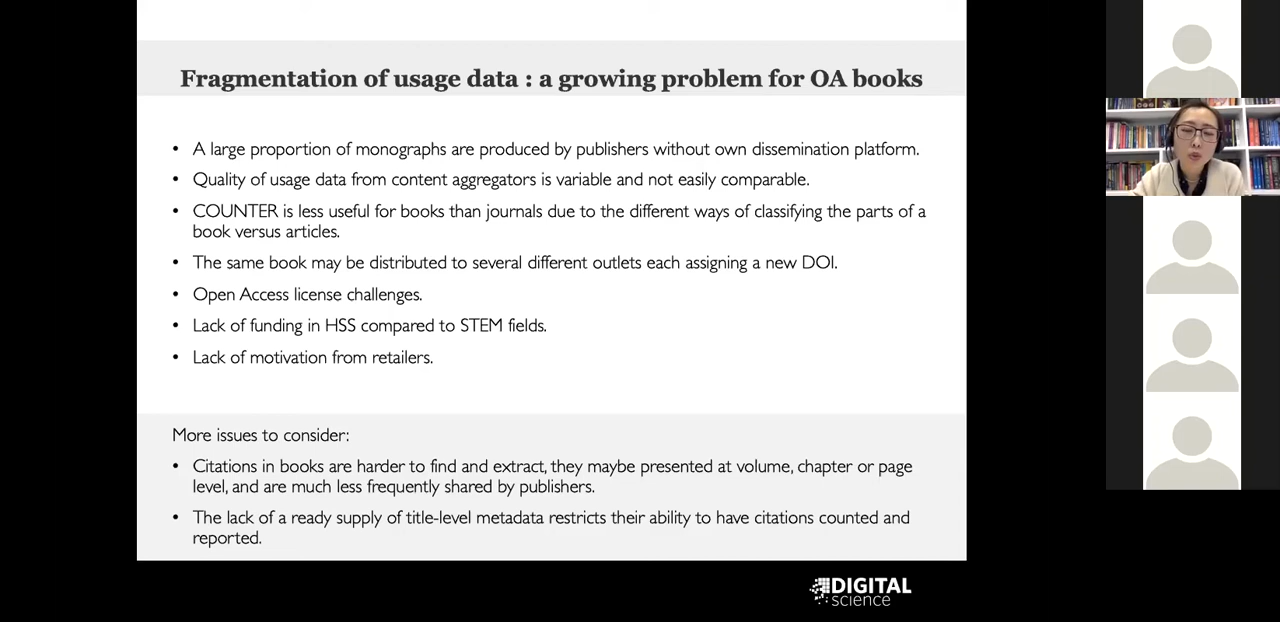 Fragmentation of usage data : a growing problem for OA books
• A large proportion of monographs are produced by publishers without own dissemination platform.
• Quality of usage data from content aggregators is variable and not easily comparable.
• COUNTER is less useful for books than journals due to the different ways of classifying the parts of a
book versus articles.
• The same book may be distributed to several different outlets each assigning a new DOI.
• Open Access license challenges.
• Lack of funding in HSS compared to STEM fields.
• Lack of motivation from retailers.
More issues to consider:
• Citations in books are harder to find and extract, they maybe presented at volume, chapter or page
level, and are much less frequently shared by publishers.
• The lack of a ready supply of title-level metadata restricts their ability to have citations counted and
reported.
DIGITAL
science